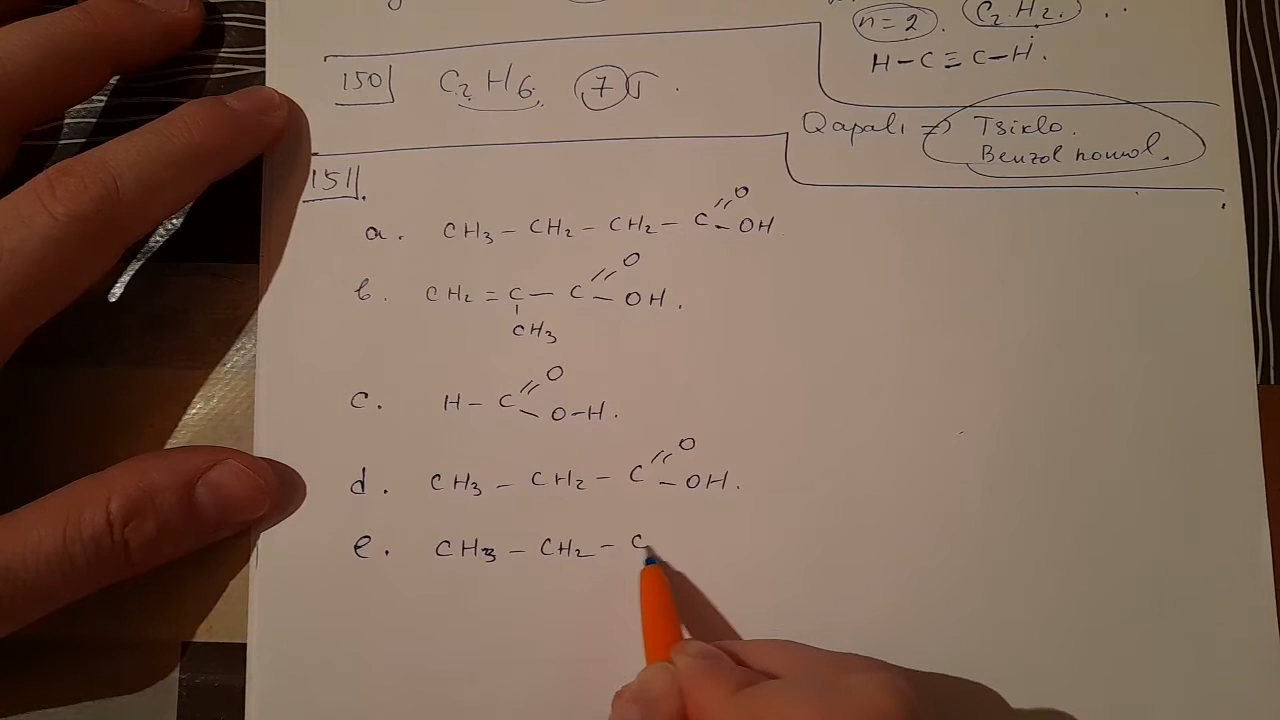 n=2. C2H2. ..
H-C≡C-H.
150 C2H6. 7 σ.
Qapalı => Tsiklo.
Benzol homol.
151.
a. CH3 - CH2 - CH2 - C =O - OH
b. CH2 = C - C =O - OH.
CH3
c. H - C =O - O-H.
d. CH3 - CH2 - C =O - OH.
e. CH3 - CH2 - C